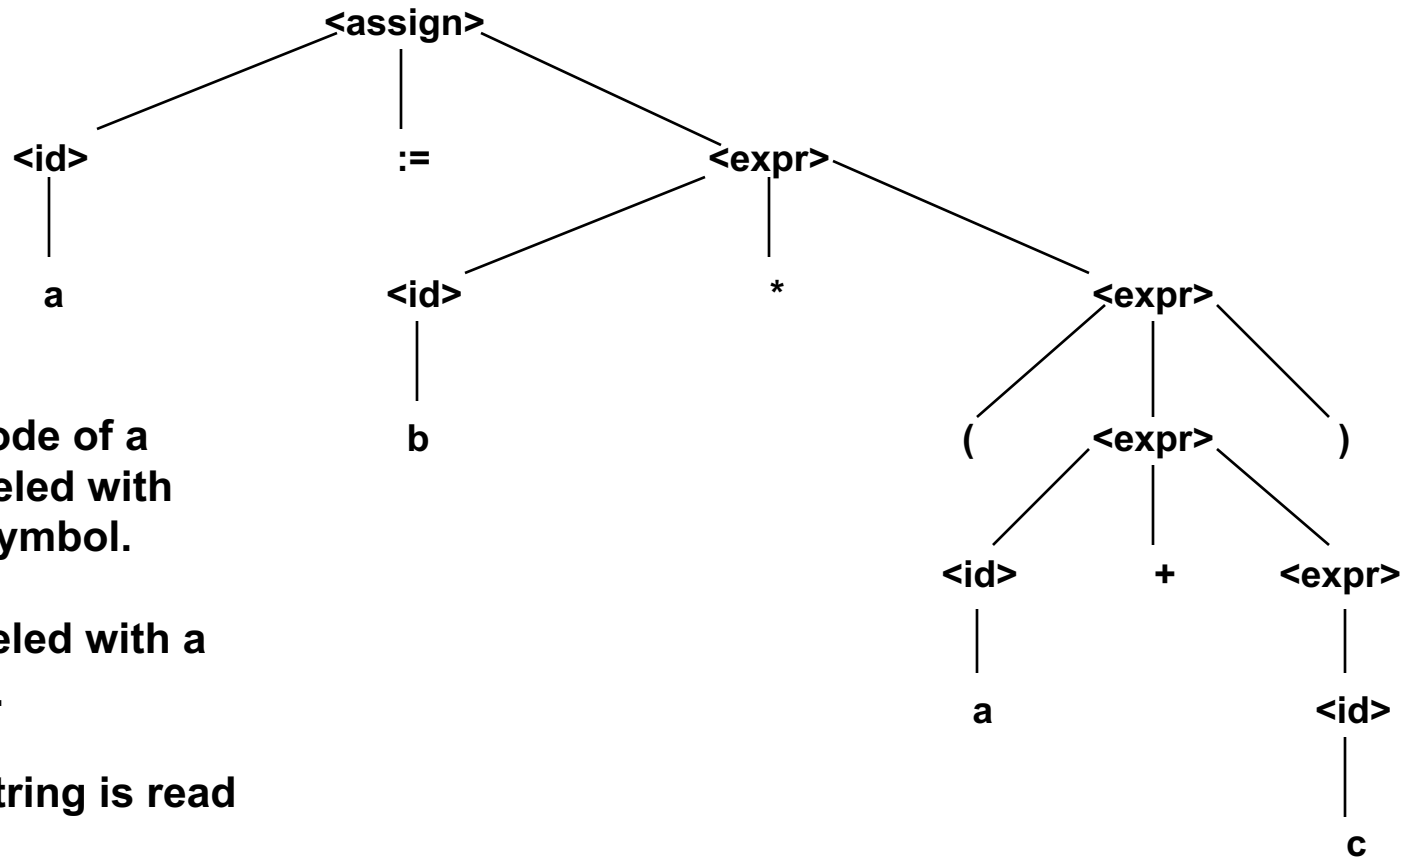 <assign>
<id> := <expr>
a <id> * <expr>
b ( <expr> )
ode of a
eled with
ymbol.
<id> + <expr>
eled with a
a <id>
.
tring is read
c